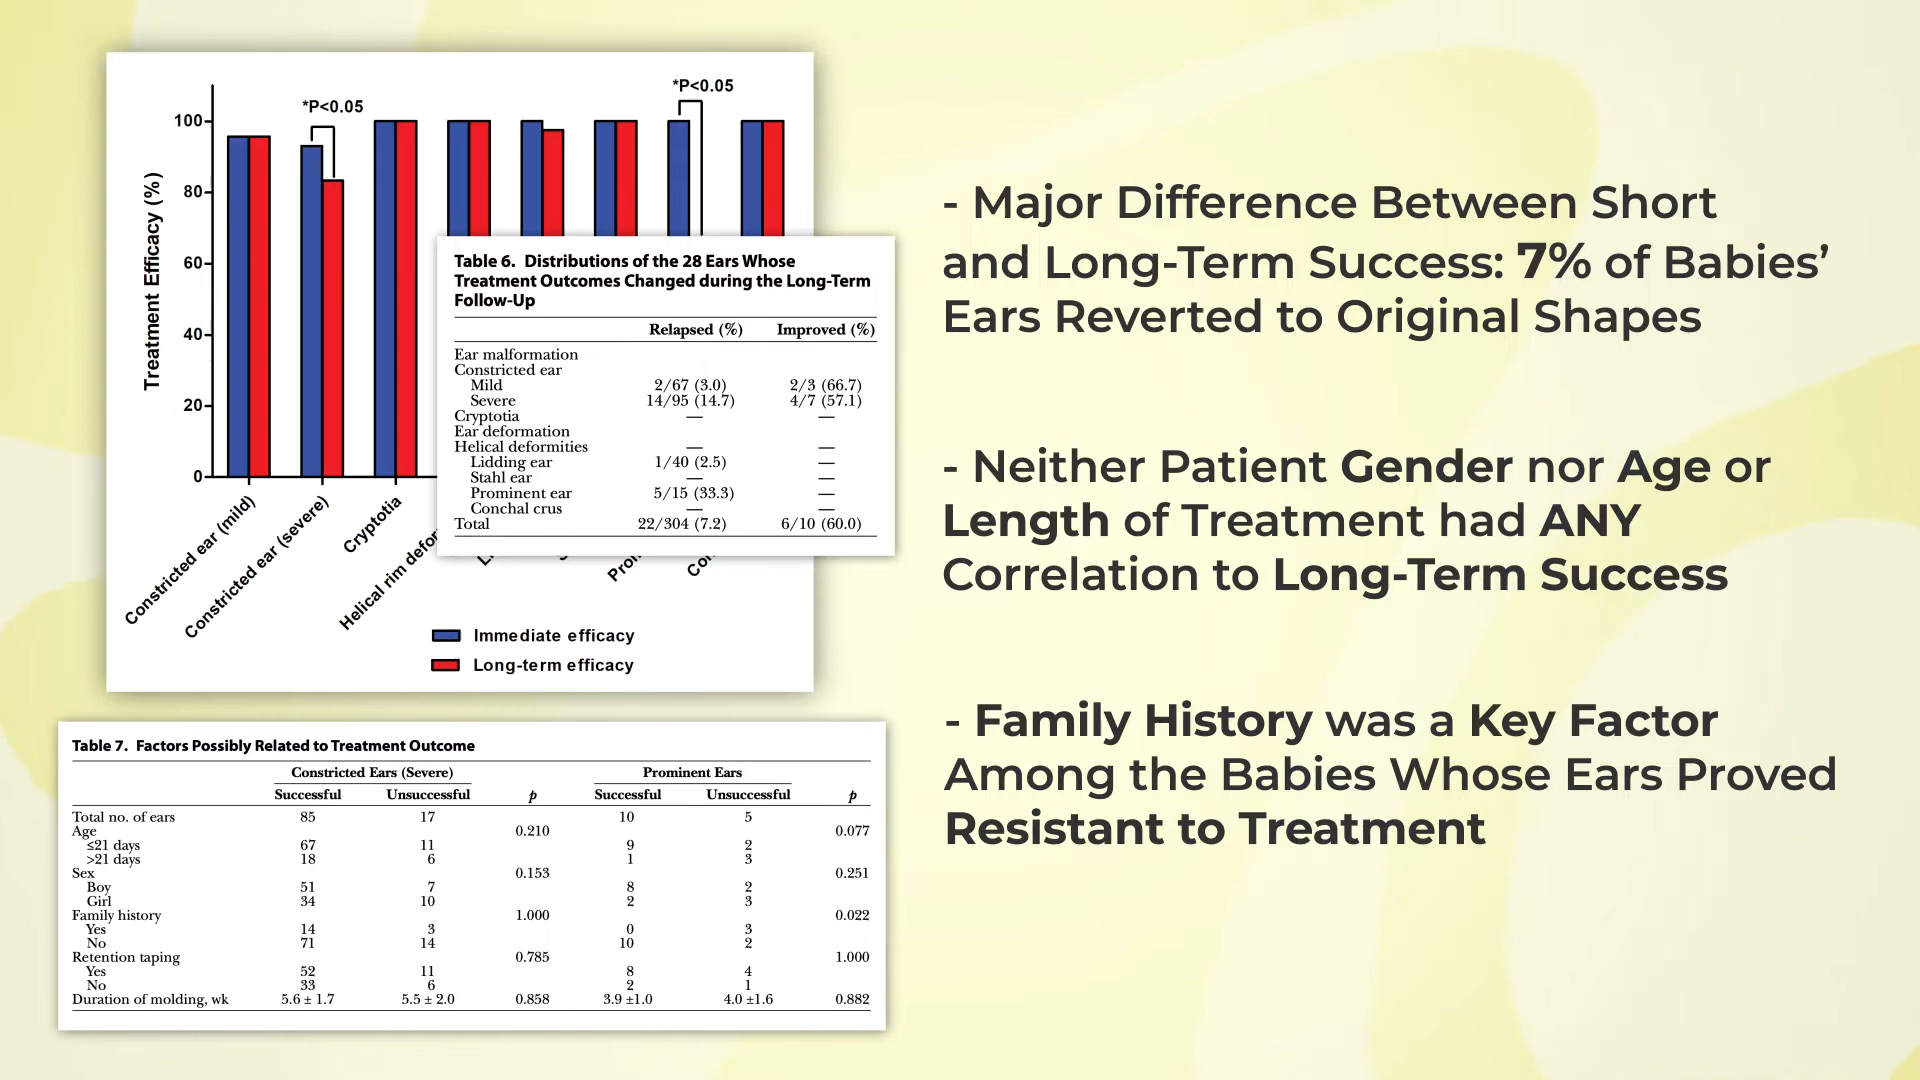 *P<0.05
*P<0.05
100
80
60
40
20
0
Treatment Efficacy (%)
Constricted ear (mild)
Constricted ear (severe)
Cryptotia
Immediate efficacy
Long-term efficacy
Table 6. Distributions of the 28 Ears Whose
Treatment Outcomes Changed during the Long-Term
Follow-Up
Relapsed (%) Improved (%)
Ear malformation
Constricted ear
Mild 2/67 (3.0) 2/3 (66.7)
Severe 14/95 (14.7) 4/7 (57.1)
Cryptotia — —
Ear deformation
Helical deformities — —
Lidding ear 1/40 (2.5) —
Stahl ear — —
Prominent ear 5/15 (33.3) —
Conchal crus — —
Total 22/304 (7.2) 6/10 (60.0)
Table 7. Factors Possibly Related to Treatment Outcome
Constricted Ears (Severe) Prominent Ears
Successful Unsuccessful p Successful Unsuccessful p
Total no. of ears 85 17 10 5
Age 0.210 0.077
≤21 days 67 11 9 2
>21 days 18 6 1 3
Sex 0.153 0.251
Boy 51 7 8 2
Girl 34 10 2 3
Family history 1.000 0.022
Yes 14 3 0 3
No 71 14 10 2
Retention taping 0.785 1.000
Yes 52 11 8 4
No 33 6 2 1
Duration of molding, wk 5.6 ± 1.7 5.5 ± 2.0 0.858 3.9 ±1.0 4.0 ±1.6 0.882
- Major Difference Between Short
and Long-Term Success: 7% of Babies’
Ears Reverted to Original Shapes
- Neither Patient Gender nor Age or
Length of Treatment had ANY
Correlation to Long-Term Success
- Family History was a Key Factor
Among the Babies Whose Ears Proved
Resistant to Treatment